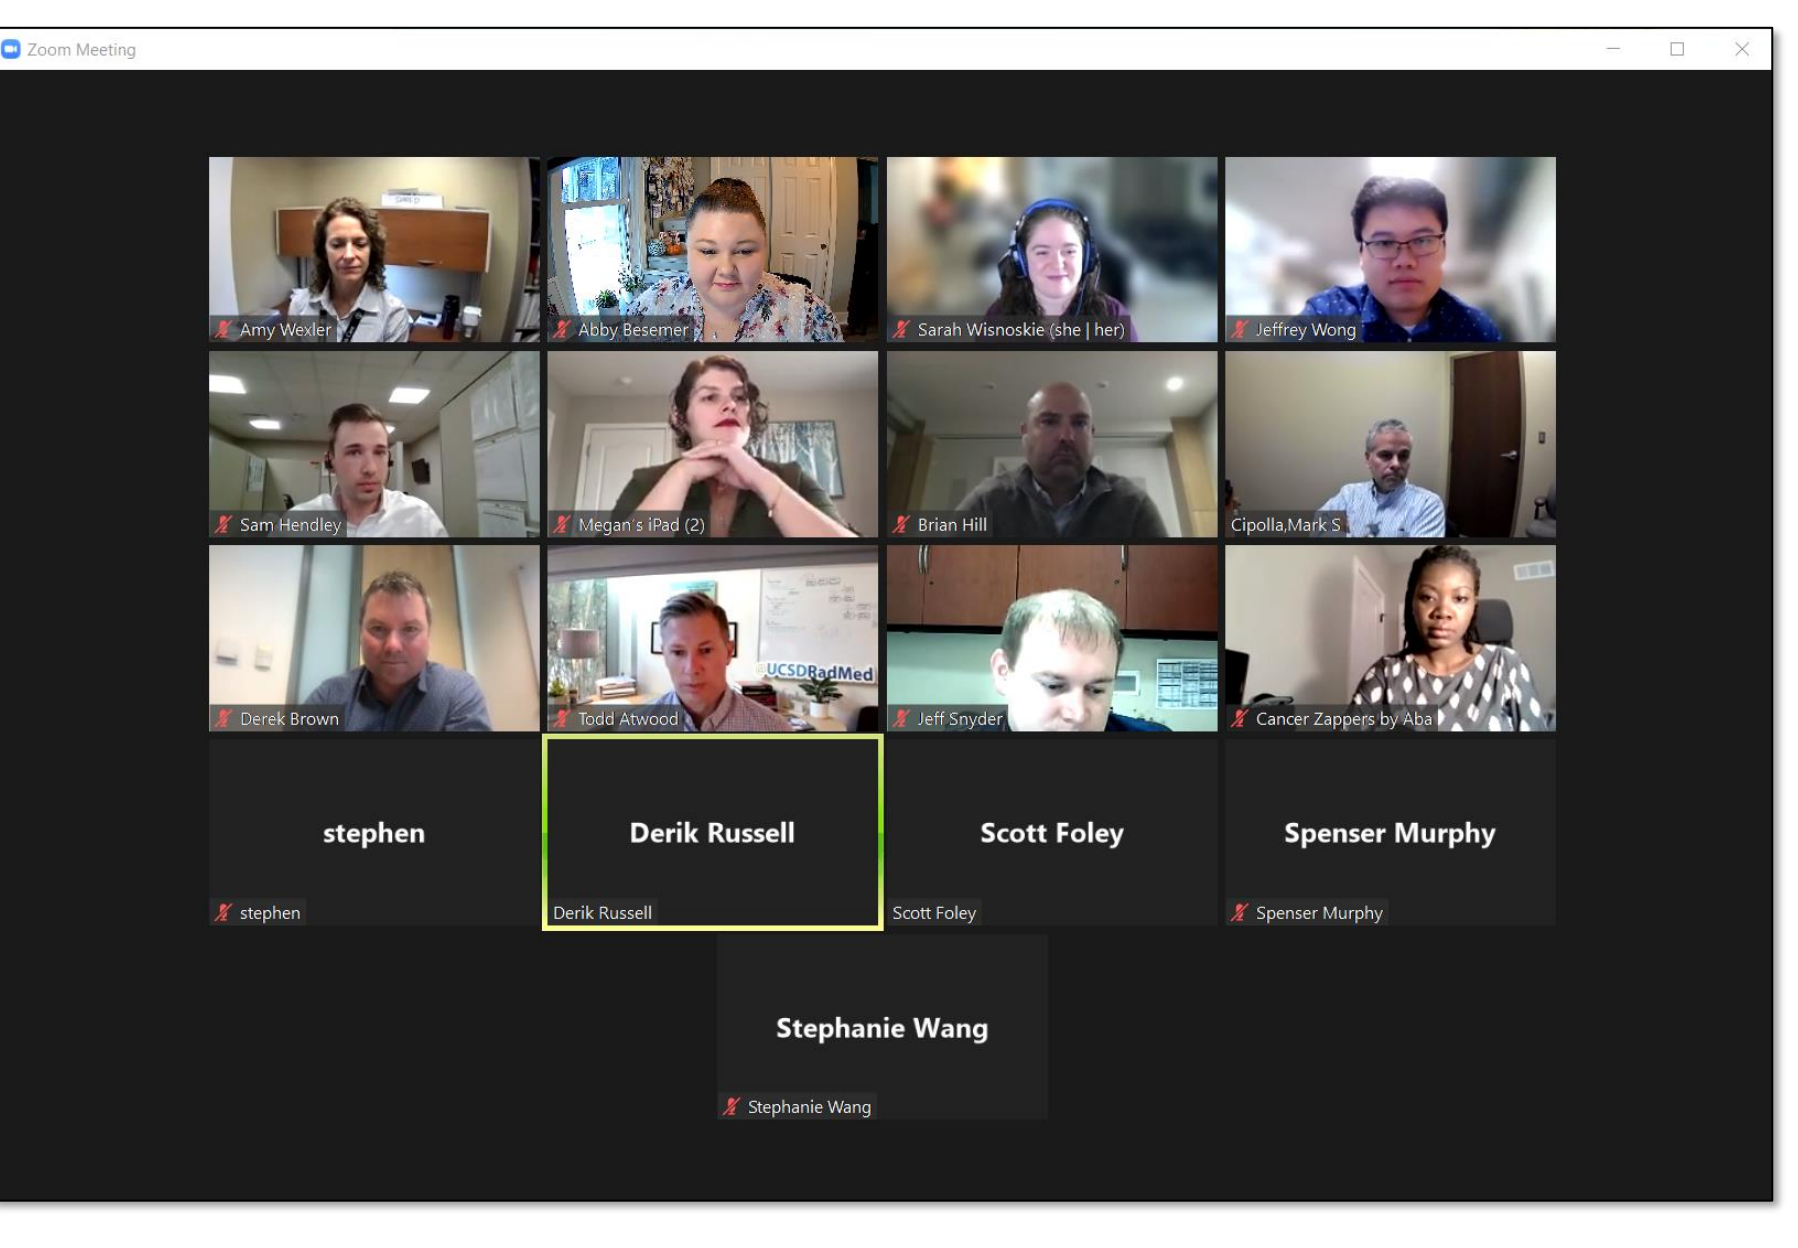 Zoom Meeting
SHRED
Amy Wexler
Abby Besemer
Sarah Wisnoskie (she | her)
Jeffrey Wong
Sam Hendley
Megan's iPad (2)
Brian Hill
Cipolla,Mark S
@UCSDRadMed
Derek Brown
Todd Atwood
Jeff Snyder
Cancer Zappers by Aba
stephen
Derik Russell
Scott Foley
Spenser Murphy
stephen
Derik Russell
Scott Foley
Spenser Murphy
Stephanie Wang
Stephanie Wang